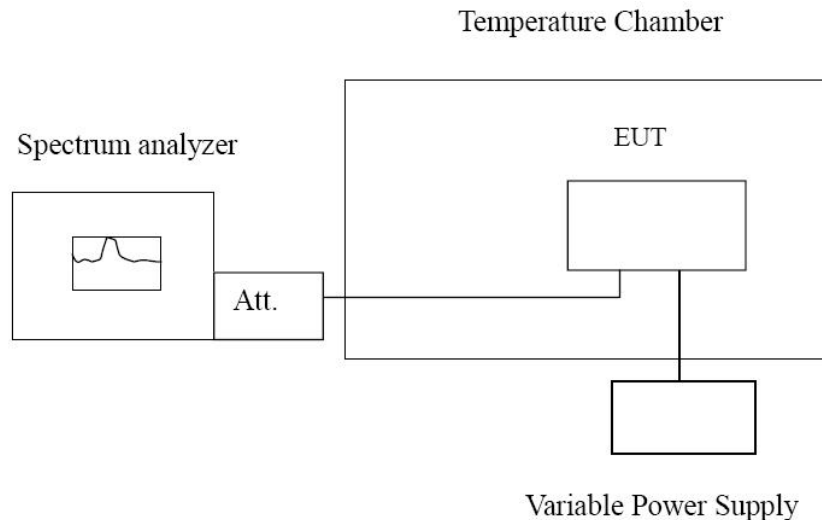 Temperature Chamber
Spectrum analyzer
EUT
Att.
Variable Power Supply